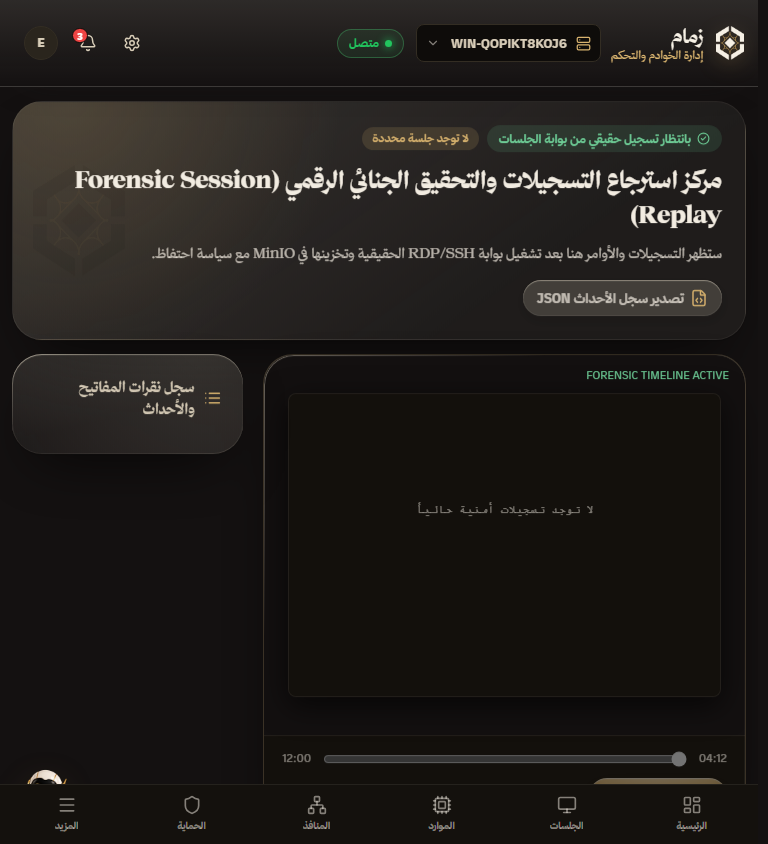 زمام
إدارة الخوادم والتحكم
WIN-QOPIKT8KOJ6
متصل
3
E
بانتظار تسجيل حقيقي من بوابة الجلسات
لا توجد جلسة محددة
مركز استرجاع التسجيلات والتحقيق الجنائي الرقمي (Forensic Session
Replay)
ستظهر التسجيلات والأوامر هنا بعد تشغيل بوابة RDP/SSH الحقيقية وتخزينها في MinIO مع سياسة احتفاظ.
تصدير سجل الأحداث JSON
FORENSIC TIMELINE ACTIVE
لا توجد تسجيلات أمنية حالياً
04:12
12:00
سجل نقرات المفاتيح
والأحداث
الرئيسية
الجلسات
الموارد
المنافذ
الحماية
المزيد